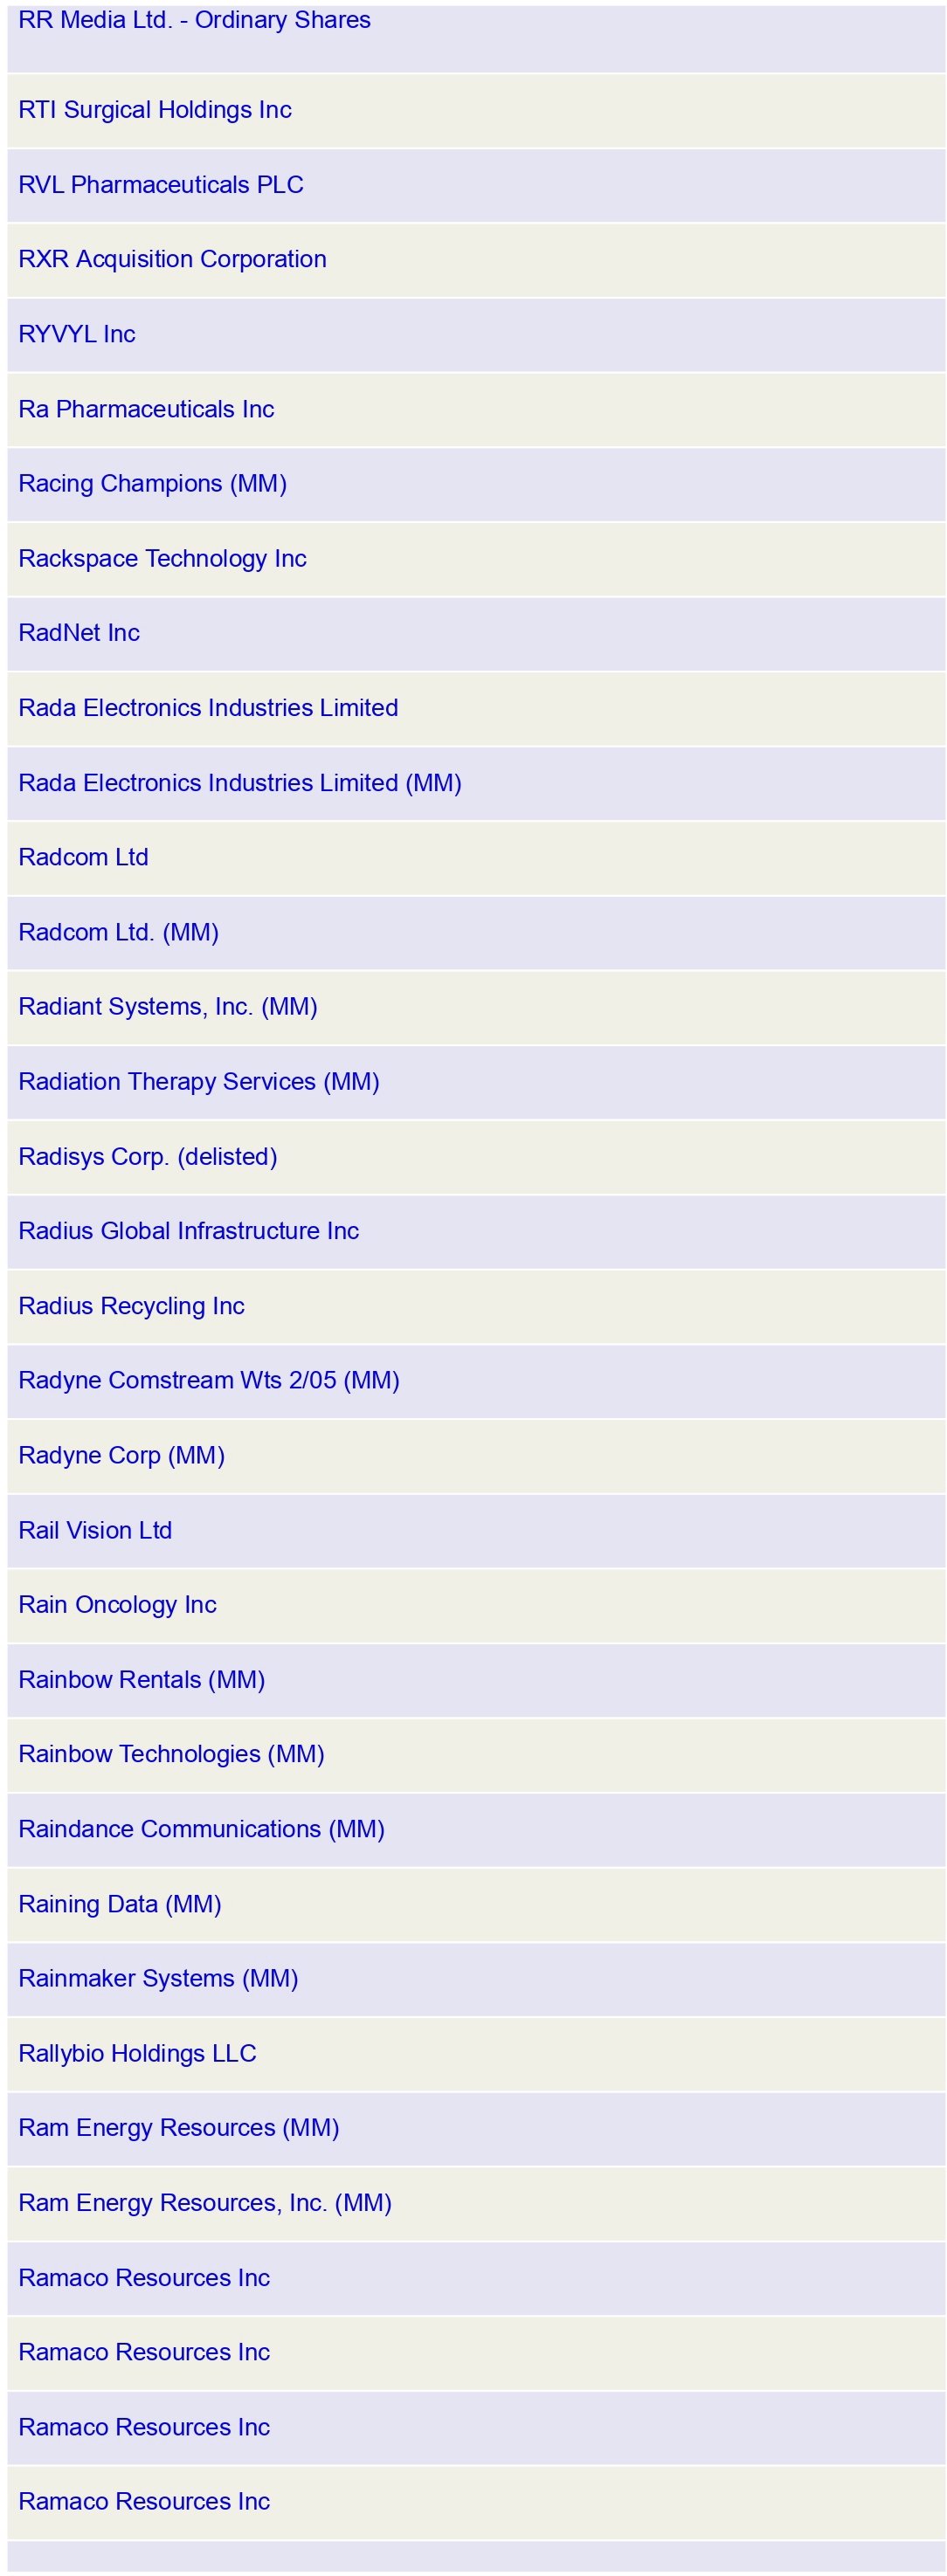 RR Media Ltd. - Ordinary Shares
RTI Surgical Holdings Inc
RVL Pharmaceuticals PLC
RXR Acquisition Corporation
RYVYL Inc
Ra Pharmaceuticals Inc
Racing Champions (MM)
Rackspace Technology Inc
RadNet Inc
Rada Electronics Industries Limited
Rada Electronics Industries Limited (MM)
Radcom Ltd
Radcom Ltd. (MM)
Radiant Systems, Inc. (MM)
Radiation Therapy Services (MM)
Radisys Corp. (delisted)
Radius Global Infrastructure Inc
Radius Recycling Inc
Radyne Comstream Wts 2/05 (MM)
Radyne Corp (MM)
Rail Vision Ltd
Rain Oncology Inc
Rainbow Rentals (MM)
Rainbow Technologies (MM)
Raindance Communications (MM)
Raining Data (MM)
Rainmaker Systems (MM)
Rallybio Holdings LLC
Ram Energy Resources (MM)
Ram Energy Resources, Inc. (MM)
Ramaco Resources Inc
Ramaco Resources Inc
Ramaco Resources Inc
Ramaco Resources Inc